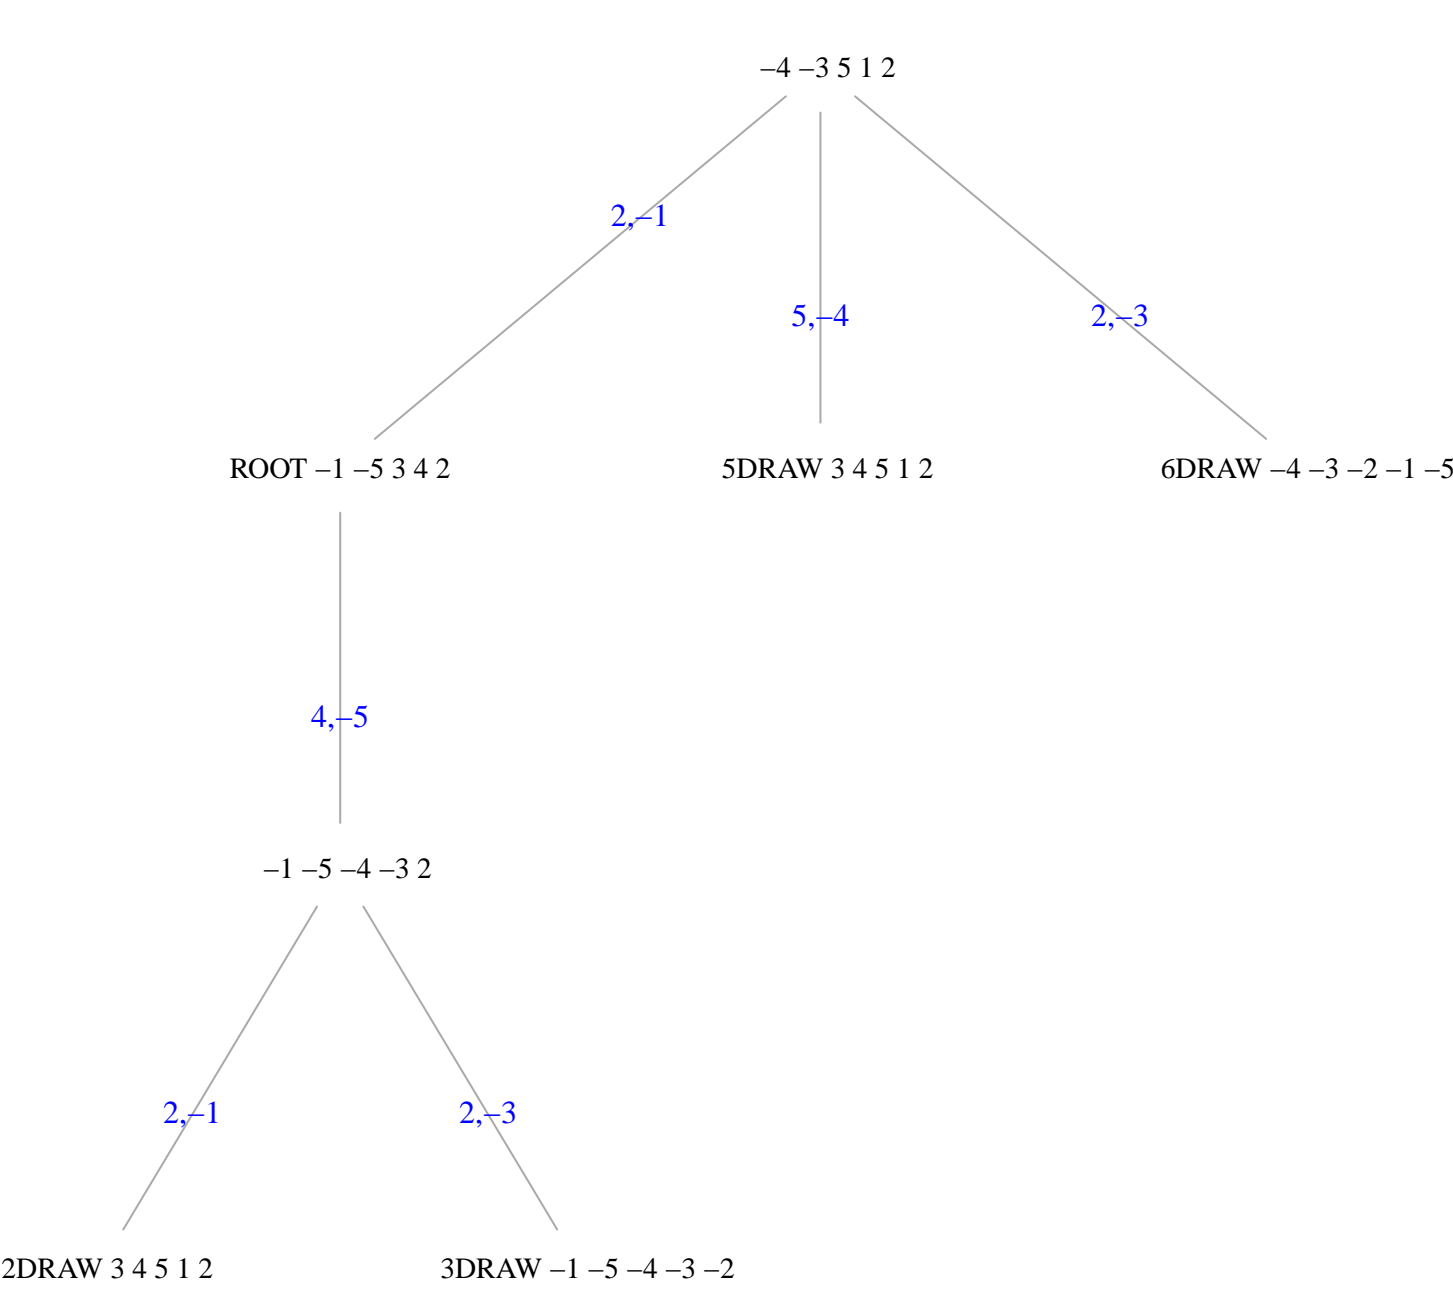 –4 –3 5 1 2
2,–1
5,–4
2,–3
ROOT –1 –5 3 4 2
5DRAW 3 4 5 1 2
6DRAW –4 –3 –2 –1 –5
4,–5
–1 –5 –4 –3 2
2,–1
2,–3
2DRAW 3 4 5 1 2
3DRAW –1 –5 –4 –3 –2